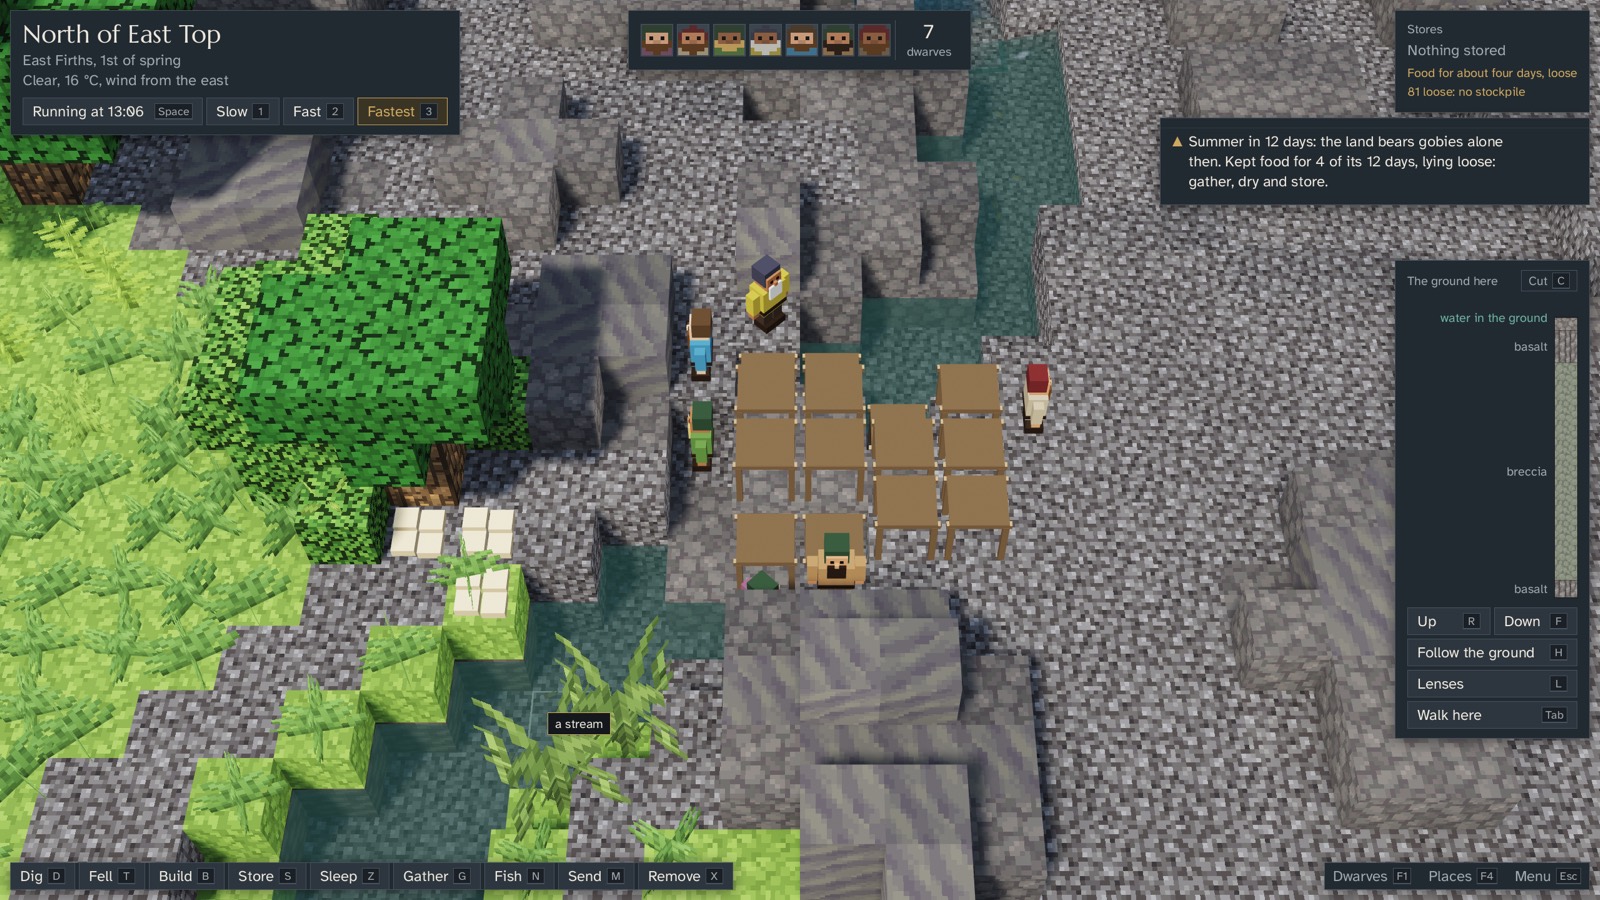 North of East Top
East Firths, 1st of spring
Clear, 16 °C, wind from the east
Running at 13:06 Space
Slow 1
Fast 2
Fastest 3
7
dwarves
Stores
Nothing stored
Food for about four days, loose
81 loose: no stockpile
Summer in 12 days: the land bears gobies alone
then. Kept food for 4 of its 12 days, lying loose:
gather, dry and store.
The ground here
Cut C
water in the ground
basalt
breccia
basalt
Up R
Down F
Follow the ground H
Lenses L
Walk here Tab
a stream
Dig D
Fell T
Build B
Store S
Sleep Z
Gather G
Fish N
Send M
Remove X
Dwarves F1
Places F4
Menu Esc